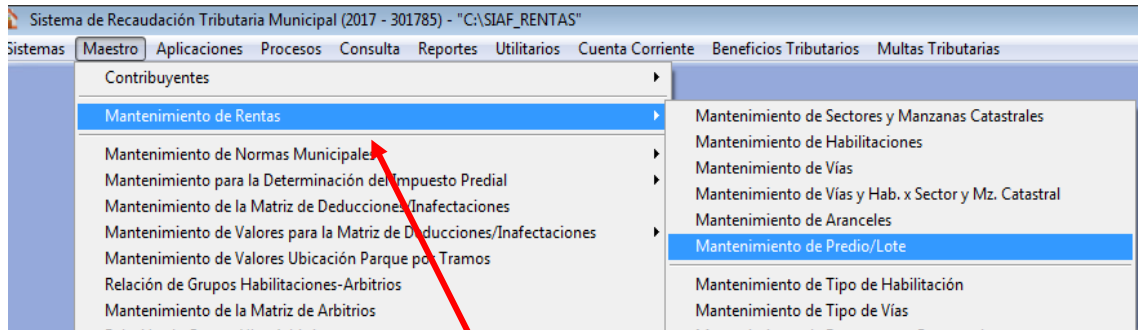 Sistema de Recaudación Tributaria Municipal (2017 - 301785) - "C:\SIAF_RENTAS"
Sistemas Maestro Aplicaciones Procesos Consulta Reportes Utilitarios Cuenta Corriente Beneficios Tributarios Multas Tributarias
Contribuyentes
Mantenimiento de Rentas
Mantenimiento de Normas Municipales
Mantenimiento para la Determinación del Impuesto Predial
Mantenimiento de la Matriz de Deducciones/Inafectaciones
Mantenimiento de Valores para la Matriz de Deducciones/Inafectaciones
Mantenimiento de Valores Ubicación Parque por Tramos
Relación de Grupos Habilitaciones-Arbitrios
Mantenimiento de la Matriz de Arbitrios
Mantenimiento de Sectores y Manzanas Catastrales
Mantenimiento de Habilitaciones
Mantenimiento de Vías
Mantenimiento de Vías y Hab. x Sector y Mz. Catastral
Mantenimiento de Aranceles
Mantenimiento de Predio/Lote
Mantenimiento de Tipo de Habilitación
Mantenimiento de Tipo de Vías